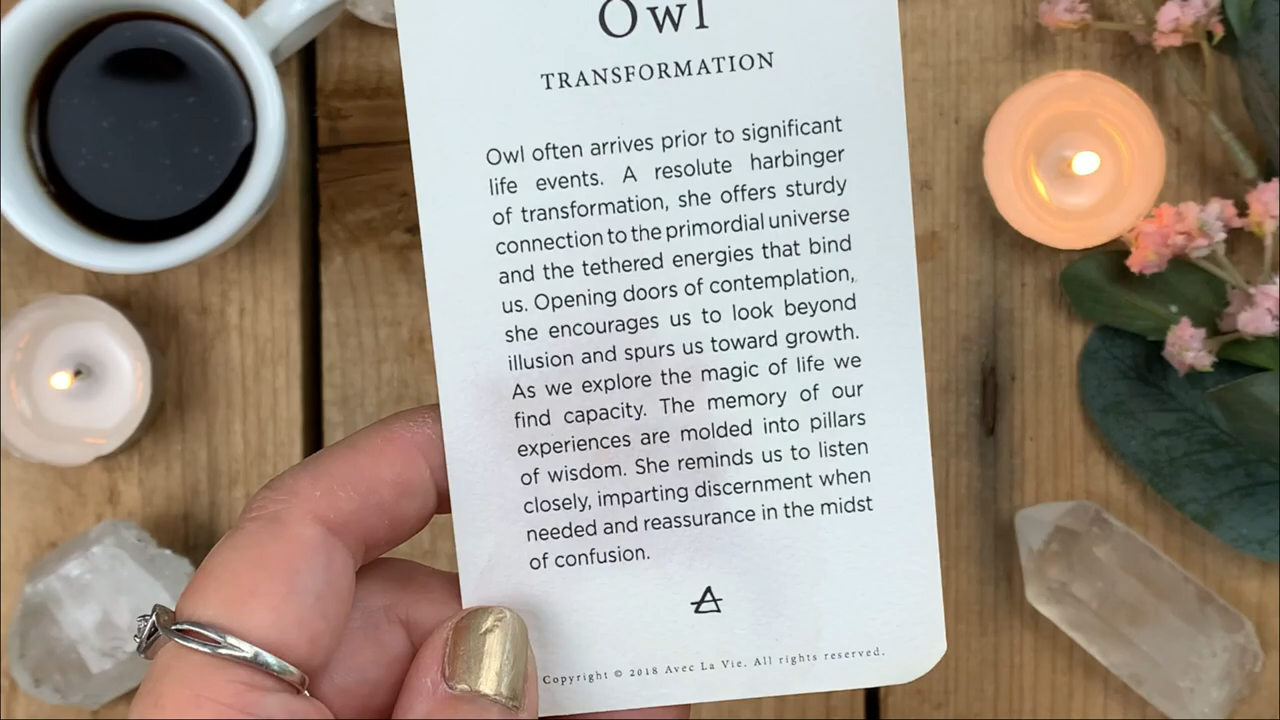 Owl
TRANSFORMATION
Owl often arrives prior to significant
life events. A resolute harbinger
of transformation, she offers sturdy
connection to the primordial universe
and the tethered energies that bind
us. Opening doors of contemplation,
she encourages us to look beyond
illusion and spurs us toward growth.
As we explore the magic of life we
find capacity. The memory of our
experiences are molded into pillars
of wisdom. She reminds us to listen
closely, imparting discernment when
needed and reassurance in the midst
of confusion.
Copyright © 2018 Avec La Vie. All rights reserved.